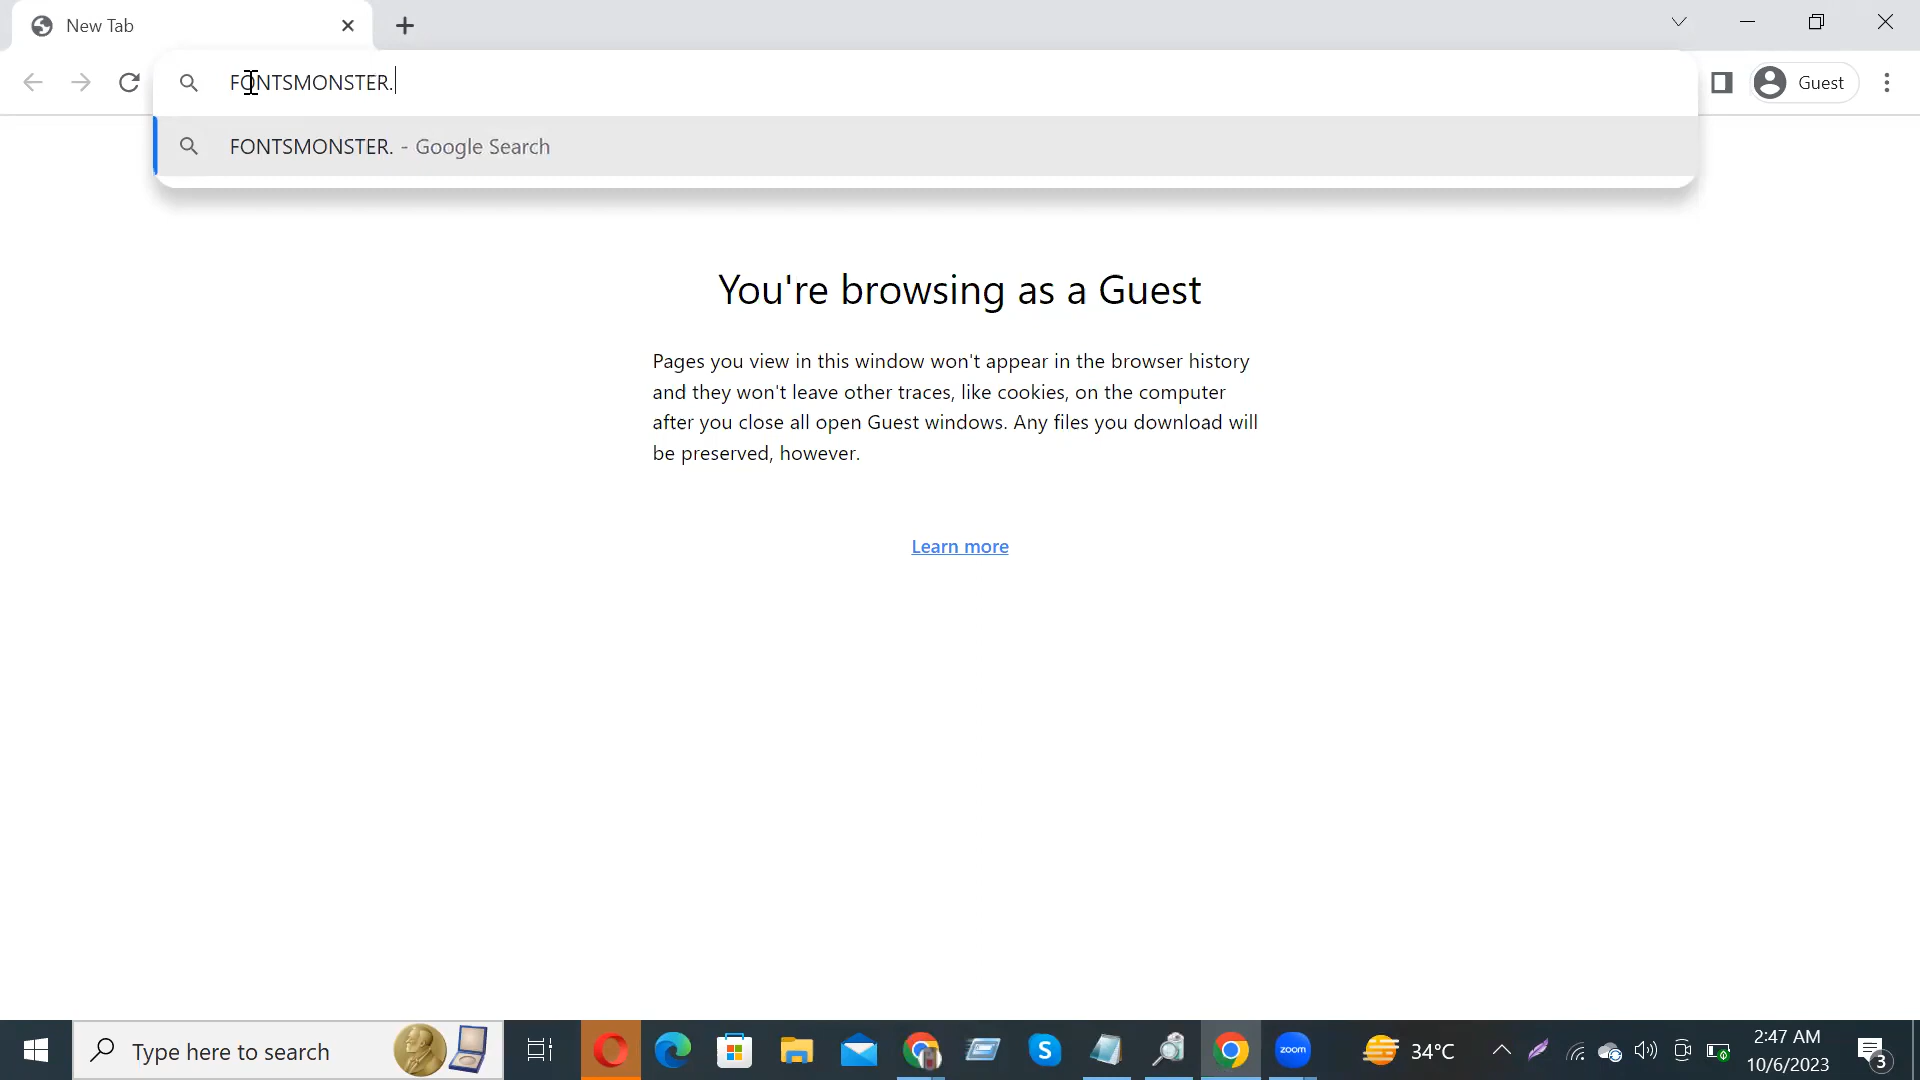 New Tab
FONTSMONSTER.
Guest
FONTSMONSTER. - Google Search
You're browsing as a Guest
Pages you view in this window won't appear in the browser history
and they won't leave other traces, like cookies, on the computer
after you close all open Guest windows. Any files you download will
be preserved, however.
Learn more
Type here to search
zoom
34°C
2:47 AM
10/6/2023
3